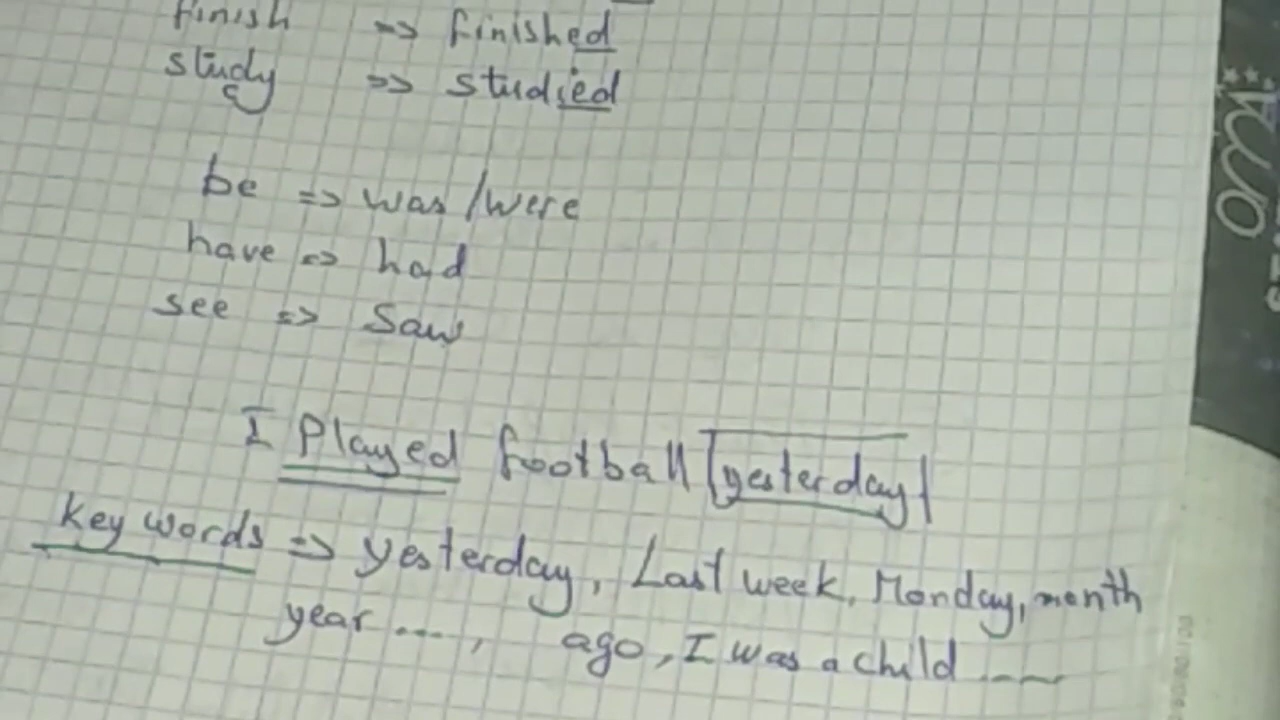 finish => finished
study => studied
be => was/were
have => had
see => saw
I Played football [yesterday]
key words => yesterday, Last week, Monday, month
year ...., ago, I was a child ....